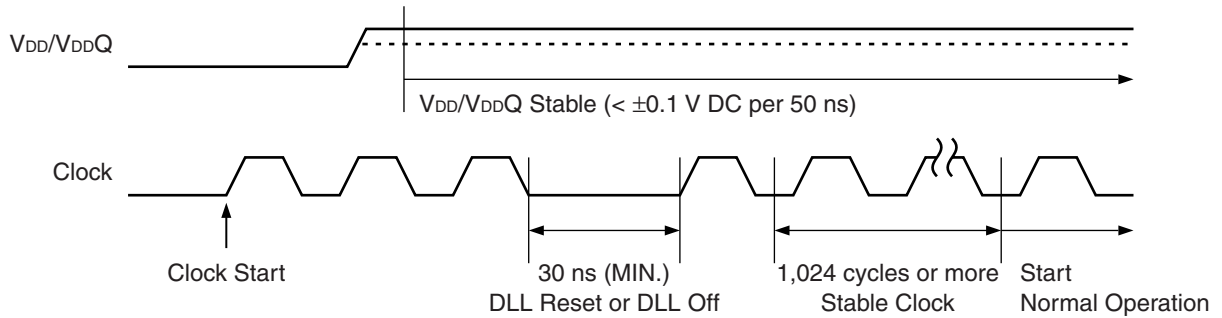 VDD/VDDQ
VDD/VDDQ Stable (< ±0.1 V DC per 50 ns)
Clock
Clock Start
30 ns (MIN.)
DLL Reset or DLL Off
1,024 cycles or more
Stable Clock
Start
Normal Operation